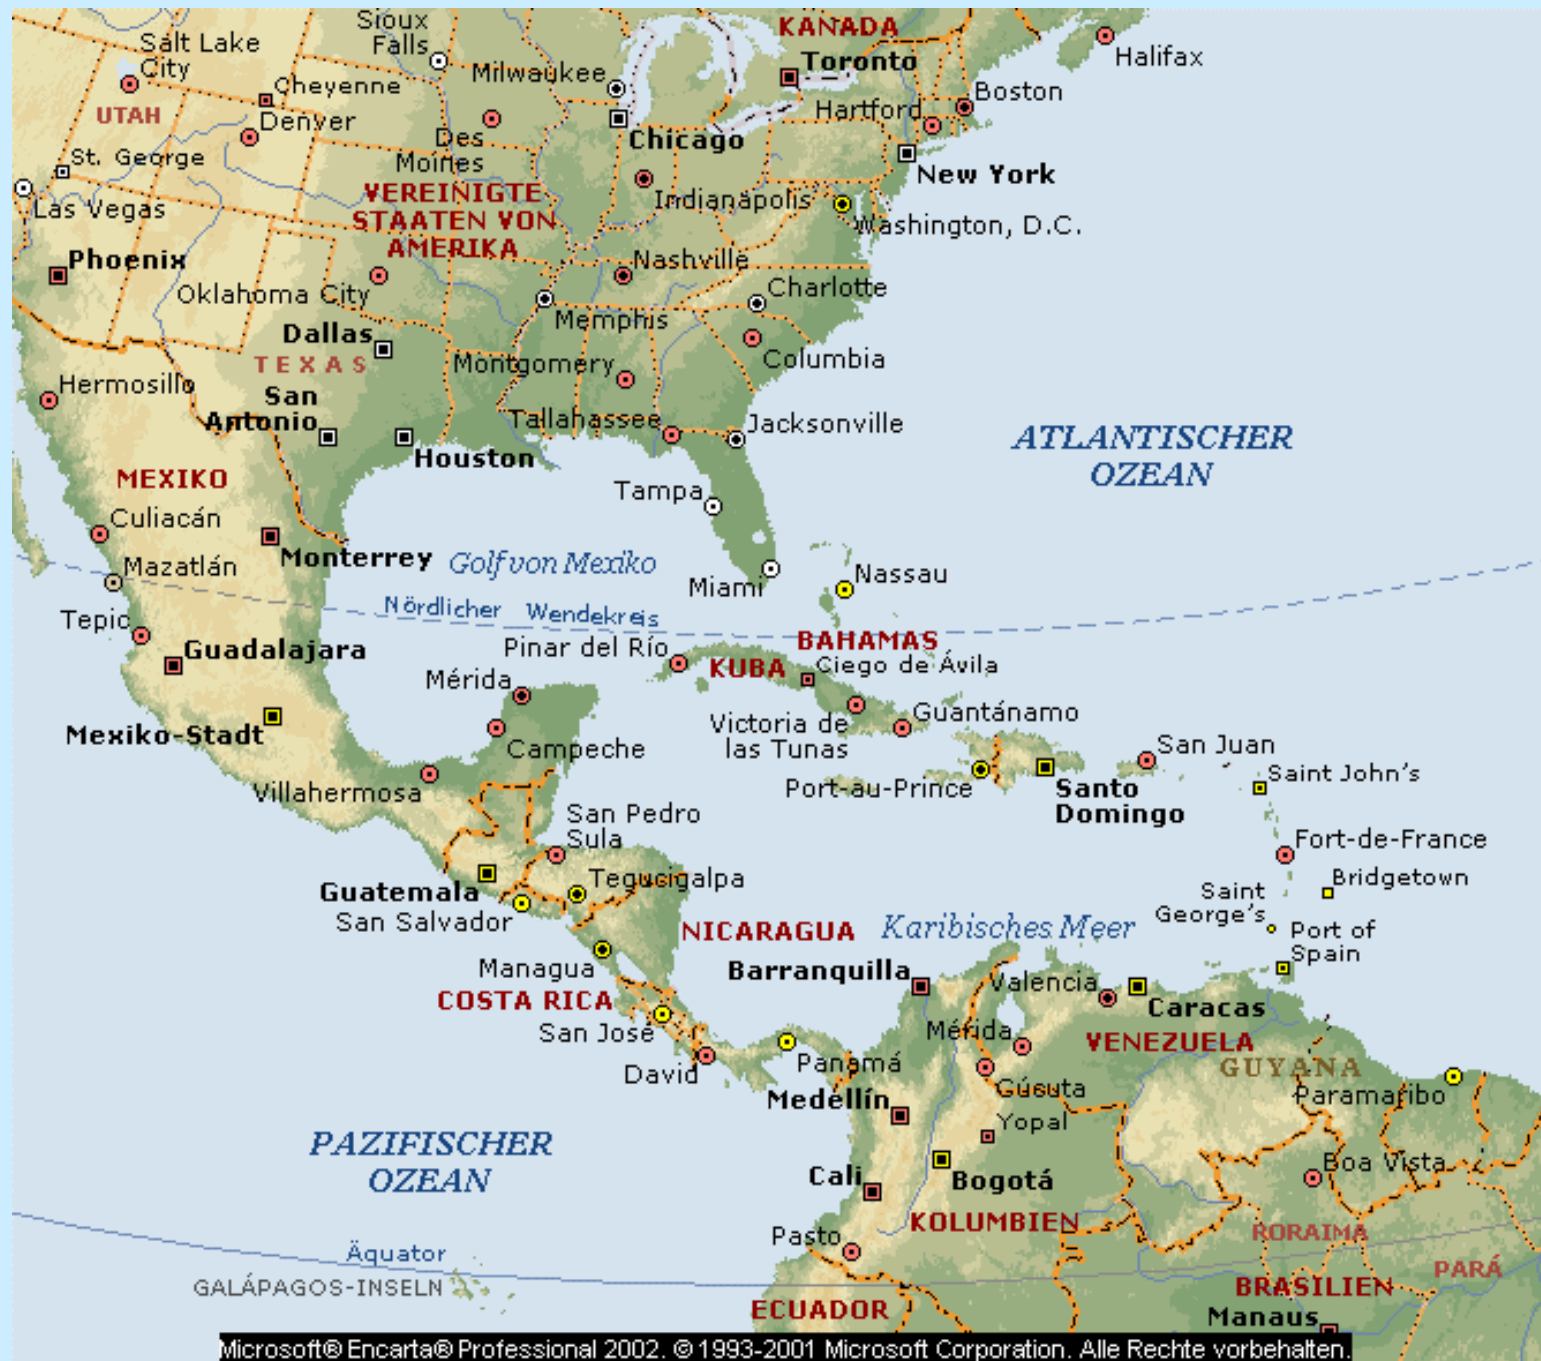 KANADA
Sioux
Falls
Salt Lake
City
Milwaukee
Toronto
Halifax
Cheyenne
UTAH
Denver
Des
Moines
Chicago
Hartford
Boston
St. George
Las Vegas
New York
VEREINIGTE
STAATEN VON
AMERIKA
Indianapolis
Washington, D.C.
Phoenix
Nashville
Oklahoma City
Charlotte
Memphis
Dallas
TEXAS
Montgomery
Columbia
Hermosillo
San
Antonio
Tallahassee
Jacksonville
Houston
ATLANTISCHER
OZEAN
MEXIKO
Tampa
Culiacán
Monterrey
Golf von Mexiko
Mazatlán
Miami
Nassau
Nördlicher Wendekreis
Tepic
Guadalajara
Pinar del Río
BAHAMAS
KUBA
Ciego de Ávila
Mérida
Mexiko-Stadt
Campeche
Victoria de
las Tunas
Guantánamo
San Juan
Villahermosa
Port-au-Prince
Santo
Domingo
Saint John's
San Pedro
Sula
Fort-de-France
Guatemala
Tegucigalpa
Bridgetown
San Salvador
Saint
George's
NICARAGUA
Karibisches Meer
Port of
Spain
Managua
Barranquilla
Valencia
Caracas
COSTA RICA
San José
Mérida
VENEZUELA
GUYANA
David
Panamá
Cúcuta
Paramaribo
Medellín
Yopal
PAZIFISCHER
OZEAN
Cali
Bogotá
Boa Vista
KOLUMBIEN
Pasto
RORAIMA
Äquator
GALÁPAGOS-INSELN
PARÁ
BRASILIEN
ECUADOR
Manaus
Microsoft® Encarta® Professional 2002. © 1993-2001 Microsoft Corporation. Alle Rechte vorbehalten.